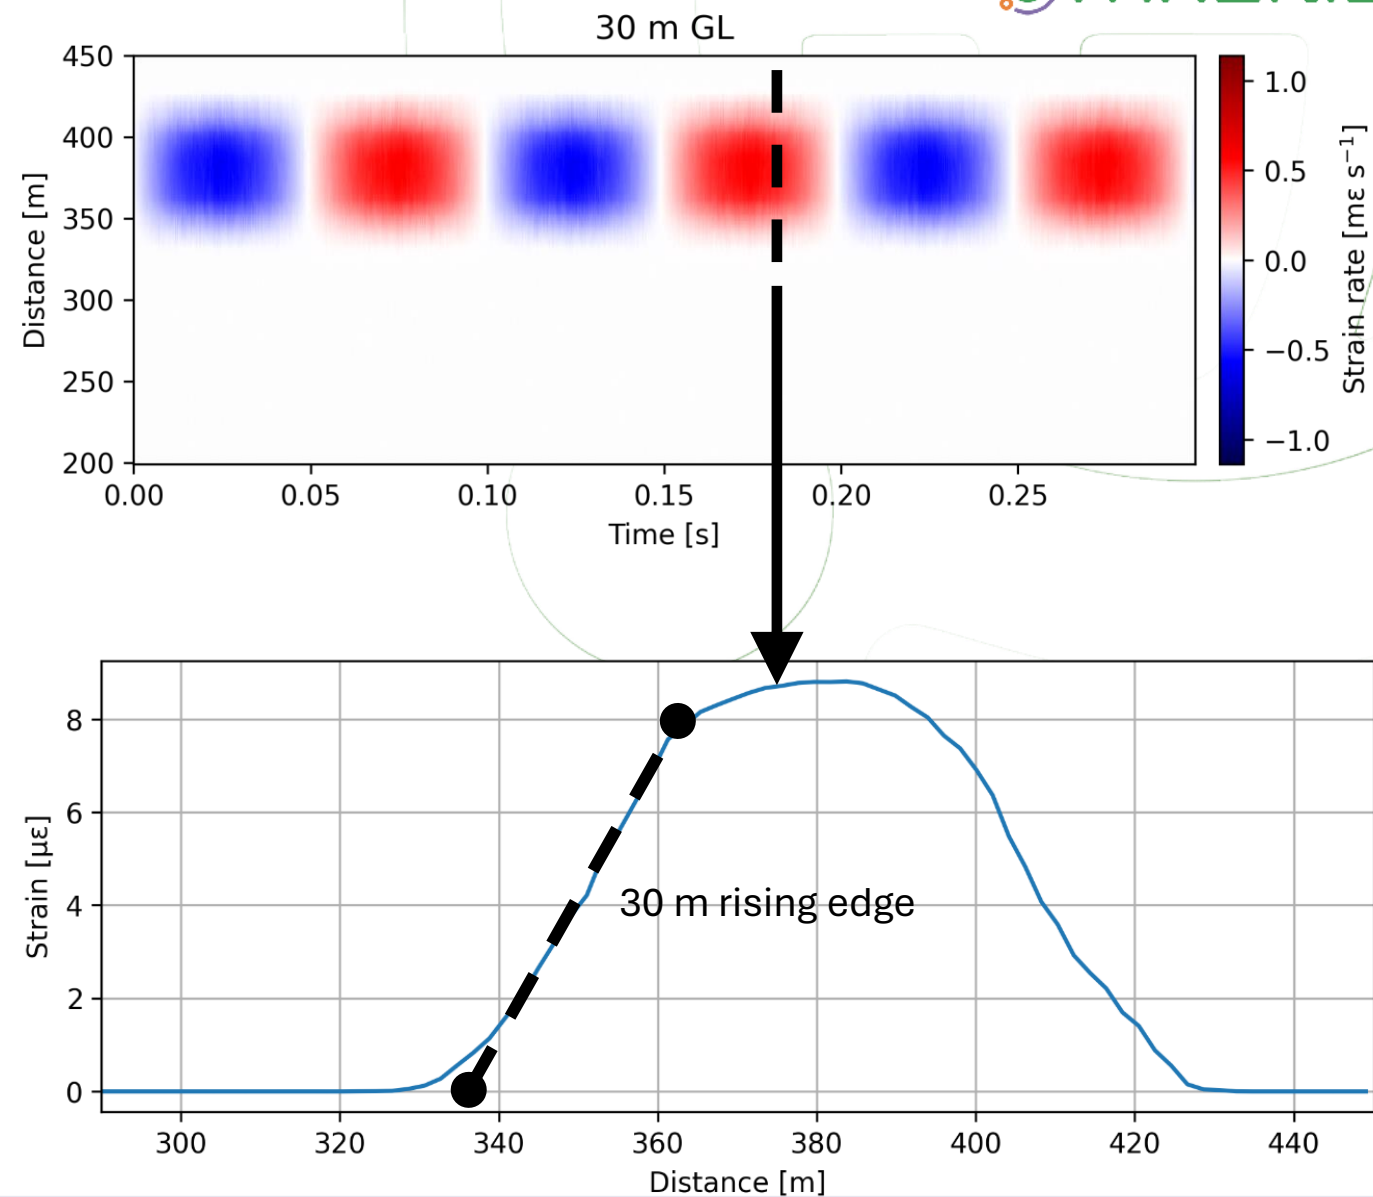 30 m GL
450
400
350
300
250
200
Distance [m]
0.00 0.05 0.10 0.15 0.20 0.25
Time [s]
1.0
0.5
0.0
−0.5
−1.0
Strain rate [mε s⁻¹]
8
6
4
2
0
Strain [µε]
30 m rising edge
300 320 340 360 380 400 420 440
Distance [m]